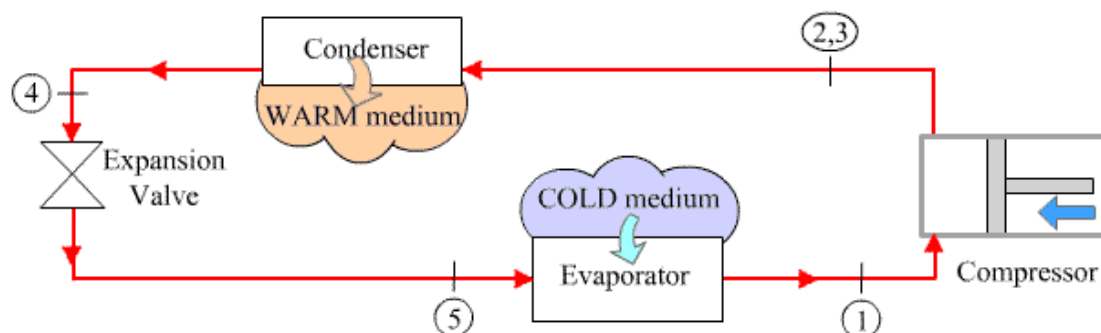 2,3
Condenser
4
WARM medium
Expansion
Valve
COLD medium
Evaporator
Compressor
5
1